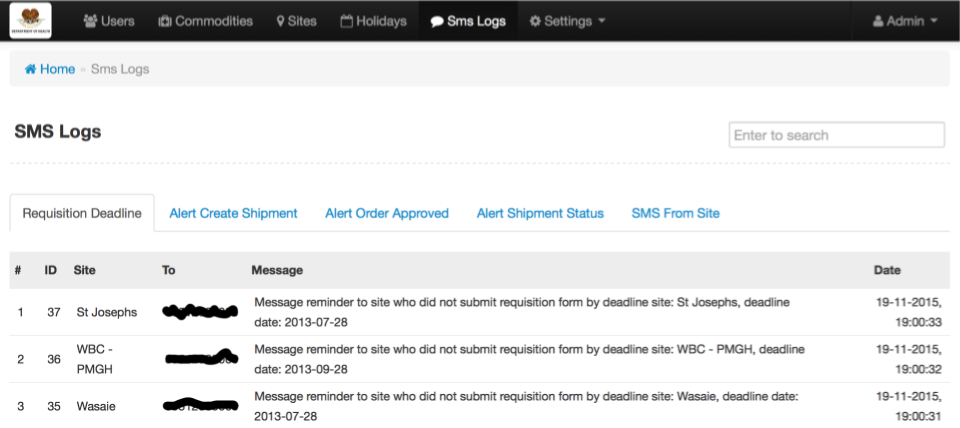 DEPARTMENT OF HEALTH
Users Commodities Sites Holidays Sms Logs Settings Admin
Home » Sms Logs
SMS Logs
Enter to search
Requisition Deadline Alert Create Shipment Alert Order Approved Alert Shipment Status SMS From Site
# ID Site To Message Date
1 37 St Josephs Message reminder to site who did not submit requisition form by deadline site: St Josephs, deadline 19-11-2015,
date: 2013-07-28 19:00:33
2 36 WBC - Message reminder to site who did not submit requisition form by deadline site: WBC - PMGH, deadline 19-11-2015,
PMGH date: 2013-09-28 19:00:32
3 35 Wasaie Message reminder to site who did not submit requisition form by deadline site: Wasaie, deadline date: 19-11-2015,
2013-07-28 19:00:31